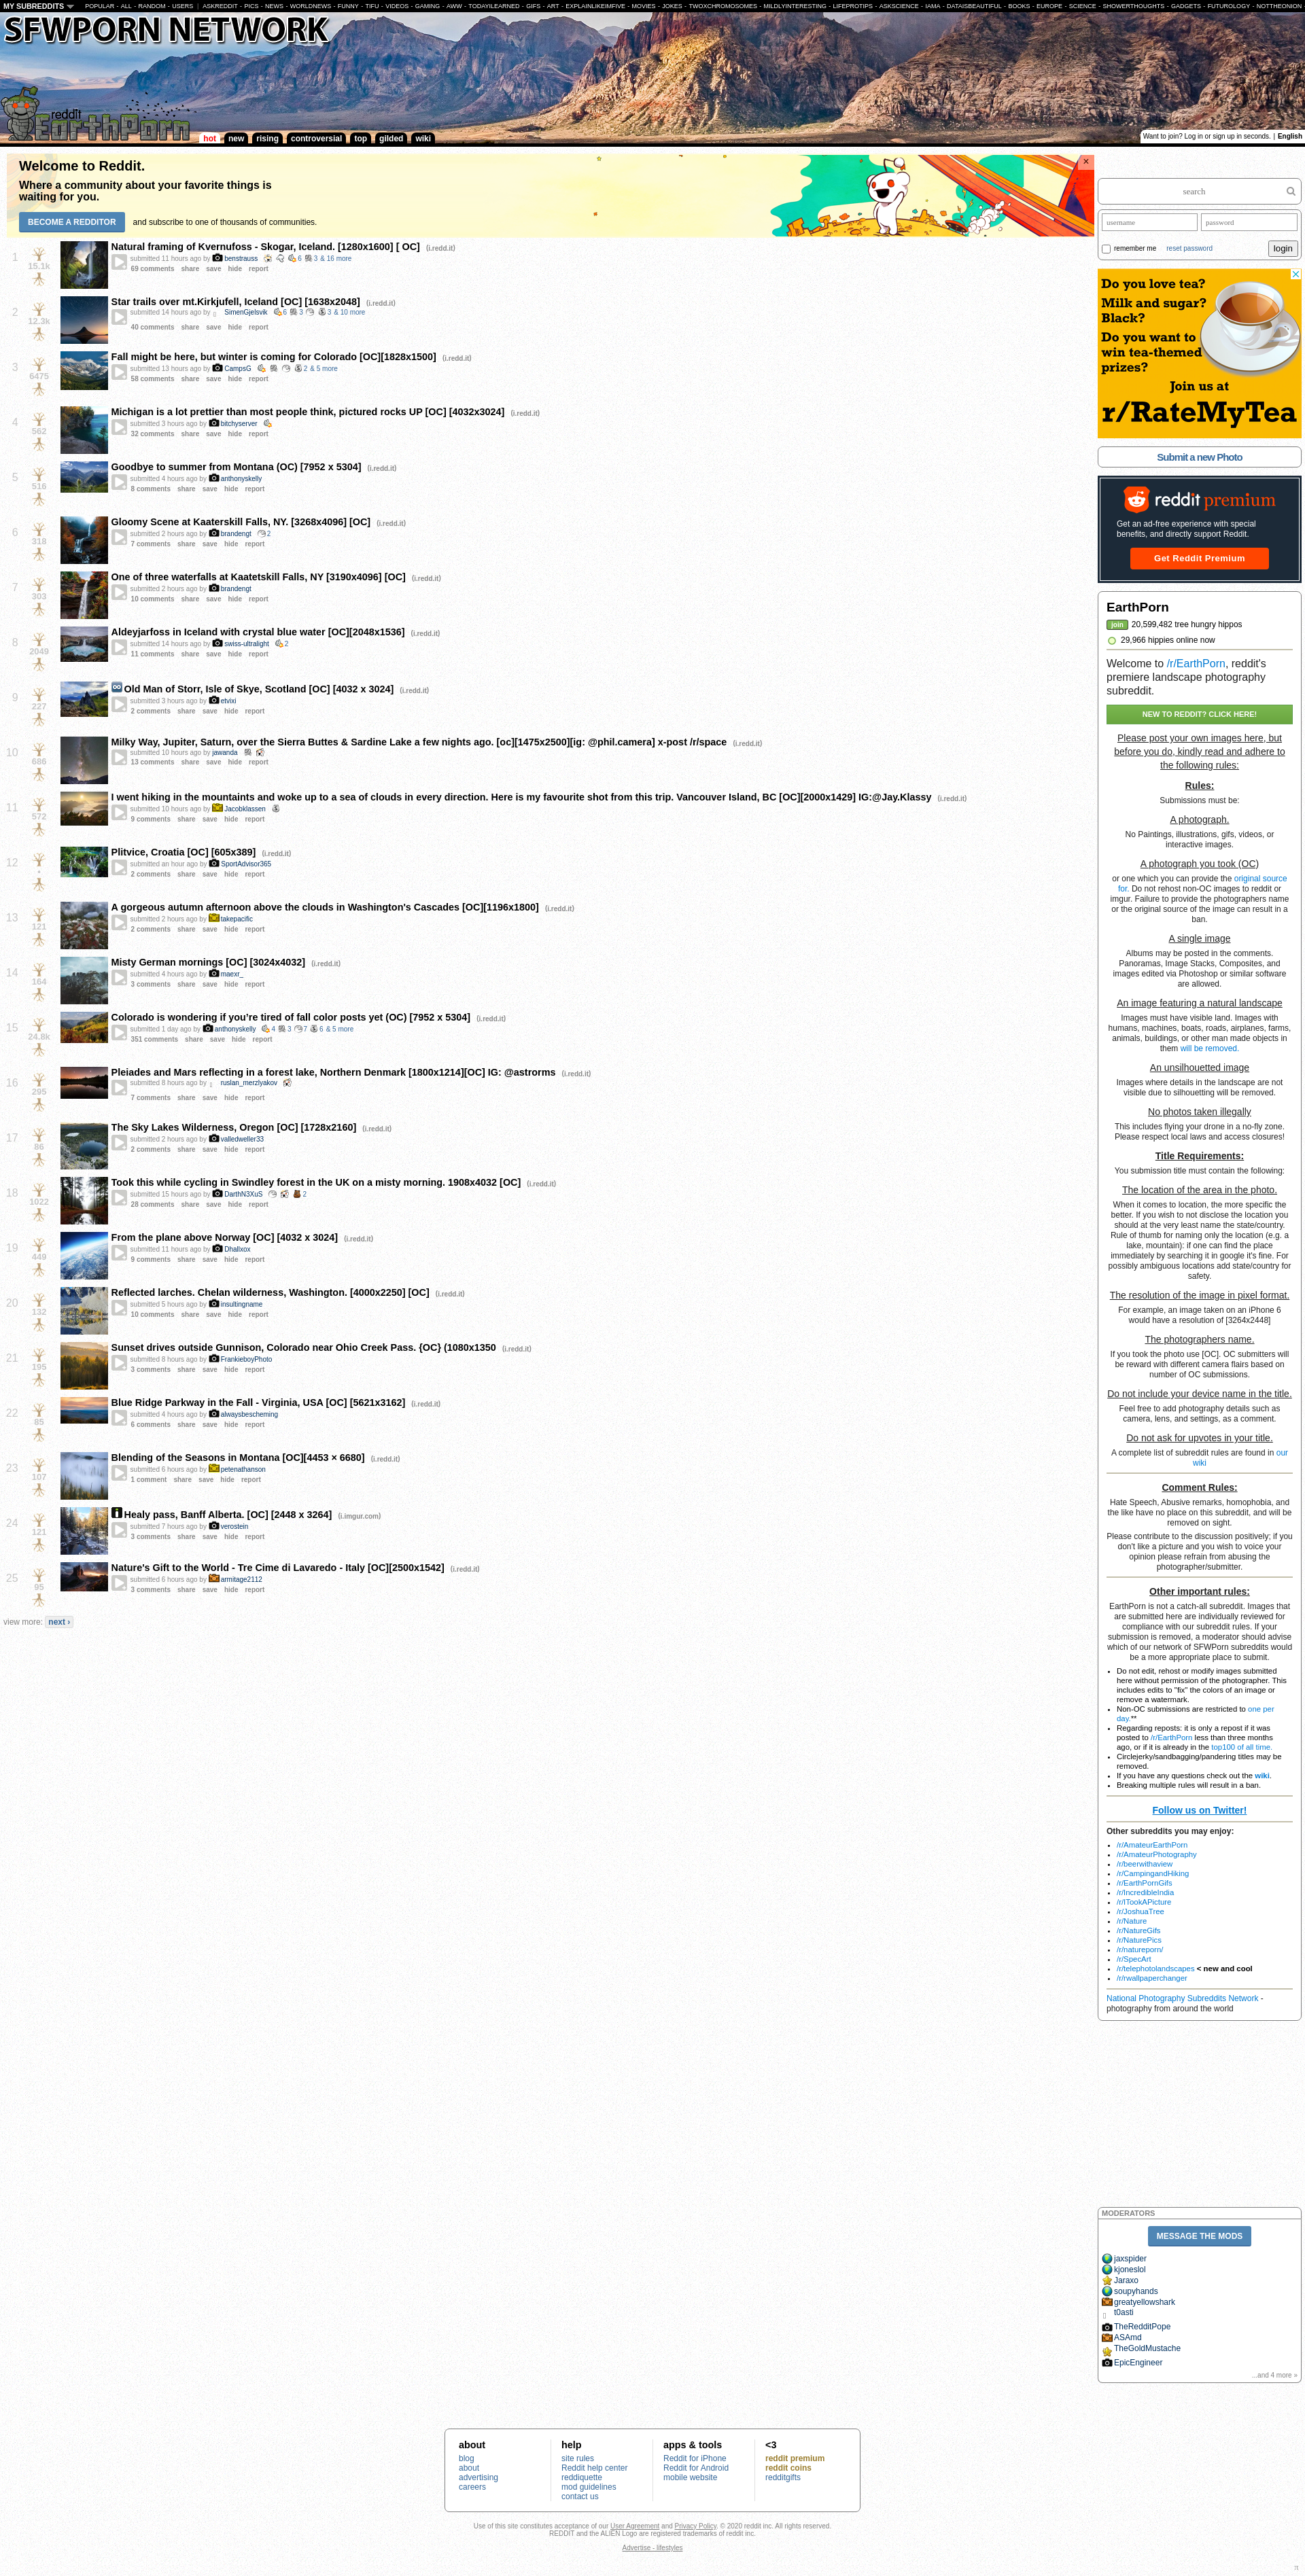 MY SUBREDDITS POPULAR - ALL - RANDOM - USERS | ASKREDDIT - PICS - NEWS - WORLDNEWS - FUNNY - TIFU - VIDEOS - GAMING - AWW - TODAYILEARNED - GIFS - ART - EXPLAINLIKEIMFIVE - MOVIES - JOKES - TWOXCHROMOSOMES - MILDLYINTERESTING - LIFEPROTIPS - ASKSCIENCE - IAMA - DATAISBEAUTIFUL - BOOKS - EUROPE - SCIENCE - SHOWERTHOUGHTS - GADGETS - FUTUROLOGY - NOTTHEONION
SFWPORN NETWORK
reddit
EarthPorn
hot new rising controversial top gilded wiki
Want to join? Log in or sign up in seconds. | English
Welcome to Reddit.
Where a community about your favorite things is
waiting for you.
BECOME A REDDITOR and subscribe to one of thousands of communities.
×
1
15.1k
Natural framing of Kvernufoss - Skogar, Iceland. [1280x1600] [ OC] (i.redd.it)
submitted 11 hours ago by benstrauss 6 3 & 16 more
69 comments share save hide report
2
12.3k
Star trails over mt.Kirkjufell, Iceland [OC] [1638x2048] (i.redd.it)
submitted 14 hours ago by SimenGjelsvik 6 3 3 & 10 more
40 comments share save hide report
3
6475
Fall might be here, but winter is coming for Colorado [OC][1828x1500] (i.redd.it)
submitted 13 hours ago by CampsG 2 & 5 more
58 comments share save hide report
4
562
Michigan is a lot prettier than most people think, pictured rocks UP [OC] [4032x3024] (i.redd.it)
submitted 3 hours ago by bitchyserver
32 comments share save hide report
5
516
Goodbye to summer from Montana (OC) [7952 x 5304] (i.redd.it)
submitted 4 hours ago by anthonyskelly
8 comments share save hide report
6
318
Gloomy Scene at Kaaterskill Falls, NY. [3268x4096] [OC] (i.redd.it)
submitted 2 hours ago by brandengt 2
7 comments share save hide report
7
303
One of three waterfalls at Kaatetskill Falls, NY [3190x4096] [OC] (i.redd.it)
submitted 2 hours ago by brandengt
10 comments share save hide report
8
2049
Aldeyjarfoss in Iceland with crystal blue water [OC][2048x1536] (i.redd.it)
submitted 14 hours ago by swiss-ultralight 2
11 comments share save hide report
9
227
Old Man of Storr, Isle of Skye, Scotland [OC] [4032 x 3024] (i.redd.it)
submitted 3 hours ago by etvixi
2 comments share save hide report
10
686
Milky Way, Jupiter, Saturn, over the Sierra Buttes & Sardine Lake a few nights ago. [oc][1475x2500][ig: @phil.camera] x-post /r/space (i.redd.it)
submitted 10 hours ago by jawanda
13 comments share save hide report
11
572
I went hiking in the mountaints and woke up to a sea of clouds in every direction. Here is my favourite shot from this trip. Vancouver Island, BC [OC][2000x1429] IG:@Jay.Klassy (i.redd.it)
submitted 10 hours ago by Jacobklassen
9 comments share save hide report
12
•
Plitvice, Croatia [OC] [605x389] (i.redd.it)
submitted an hour ago by SportAdvisor365
2 comments share save hide report
13
121
A gorgeous autumn afternoon above the clouds in Washington's Cascades [OC][1196x1800] (i.redd.it)
submitted 2 hours ago by takepacific
2 comments share save hide report
14
164
Misty German mornings [OC] [3024x4032] (i.redd.it)
submitted 4 hours ago by maexr_
3 comments share save hide report
15
24.8k
Colorado is wondering if you're tired of fall color posts yet (OC) [7952 x 5304] (i.redd.it)
submitted 1 day ago by anthonyskelly 4 3 7 6 & 5 more
351 comments share save hide report
16
295
Pleiades and Mars reflecting in a forest lake, Northern Denmark [1800x1214][OC] IG: @astrorms (i.redd.it)
submitted 8 hours ago by ruslan_merzlyakov
7 comments share save hide report
17
86
The Sky Lakes Wilderness, Oregon [OC] [1728x2160] (i.redd.it)
submitted 2 hours ago by valledweller33
2 comments share save hide report
18
1022
Took this while cycling in Swindley forest in the UK on a misty morning. 1908x4032 [OC] (i.redd.it)
submitted 15 hours ago by DarthN3XuS 2
28 comments share save hide report
19
449
From the plane above Norway [OC] [4032 x 3024] (i.redd.it)
submitted 11 hours ago by Dhallxox
9 comments share save hide report
20
132
Reflected larches. Chelan wilderness, Washington. [4000x2250] [OC] (i.redd.it)
submitted 5 hours ago by insultingname
10 comments share save hide report
21
195
Sunset drives outside Gunnison, Colorado near Ohio Creek Pass. {OC} (1080x1350 (i.redd.it)
submitted 8 hours ago by FrankieboyPhoto
3 comments share save hide report
22
85
Blue Ridge Parkway in the Fall - Virginia, USA [OC] [5621x3162] (i.redd.it)
submitted 4 hours ago by alwaysbescheming
6 comments share save hide report
23
107
Blending of the Seasons in Montana [OC][4453 × 6680] (i.redd.it)
submitted 6 hours ago by petenathanson
1 comment share save hide report
24
121
Healy pass, Banff Alberta. [OC] [2448 x 3264] (i.imgur.com)
submitted 7 hours ago by verostein
3 comments share save hide report
25
95
Nature's Gift to the World - Tre Cime di Lavaredo - Italy [OC][2500x1542] (i.redd.it)
submitted 6 hours ago by armitage2112
3 comments share save hide report
view more: next ›
search
username password
remember me reset password login
Do you love tea?
Milk and sugar?
Black?
Do you want to
win tea-themed
prizes?
Join us at
r/RateMyTea
Submit a new Photo
reddit premium
Get an ad-free experience with special
benefits, and directly support Reddit.
Get Reddit Premium
EarthPorn
join 20,599,482 tree hungry hippos
29,966 hippies online now
Welcome to /r/EarthPorn, reddit's
premiere landscape photography
subreddit.
NEW TO REDDIT? CLICK HERE!
Please post your own images here, but
before you do, kindly read and adhere to
the following rules:
Rules:
Submissions must be:
A photograph.
No Paintings, illustrations, gifs, videos, or
interactive images.
A photograph you took (OC)
or one which you can provide the original source
for. Do not rehost non-OC images to reddit or
imgur. Failure to provide the photographers name
or the original source of the image can result in a
ban.
A single image
Albums may be posted in the comments.
Panoramas, Image Stacks, Composites, and
images edited via Photoshop or similar software
are allowed.
An image featuring a natural landscape
Images must have visible land. Images with
humans, machines, boats, roads, airplanes, farms,
animals, buildings, or other man made objects in
them will be removed.
An unsilhouetted image
Images where details in the landscape are not
visible due to silhouetting will be removed.
No photos taken illegally
This includes flying your drone in a no-fly zone.
Please respect local laws and access closures!
Title Requirements:
You submission title must contain the following:
The location of the area in the photo.
When it comes to location, the more specific the
better. If you wish to not disclose the location you
should at the very least name the state/country.
Rule of thumb for naming only the location (e.g. a
lake, mountain): if one can find the place
immediately by searching it in google it's fine. For
possibly ambiguous locations add state/country for
safety.
The resolution of the image in pixel format.
For example, an image taken on an iPhone 6
would have a resolution of [3264x2448]
The photographers name.
If you took the photo use [OC]. OC submitters will
be reward with different camera flairs based on
number of OC submissions.
Do not include your device name in the title.
Feel free to add photography details such as
camera, lens, and settings, as a comment.
Do not ask for upvotes in your title.
A complete list of subreddit rules are found in our
wiki
Comment Rules:
Hate Speech, Abusive remarks, homophobia, and
the like have no place on this subreddit, and will be
removed on sight.
Please contribute to the discussion positively; if you
don't like a picture and you wish to voice your
opinion please refrain from abusing the
photographer/submitter.
Other important rules:
EarthPorn is not a catch-all subreddit. Images that
are submitted here are individually reviewed for
compliance with our subreddit rules. If your
submission is removed, a moderator should advise
which of our network of SFWPorn subreddits would
be a more appropriate place to submit.
• Do not edit, rehost or modify images submitted
here without permission of the photographer. This
includes edits to "fix" the colors of an image or
remove a watermark.
• Non-OC submissions are restricted to one per
day.**
• Regarding reposts: it is only a repost if it was
posted to /r/EarthPorn less than three months
ago, or if it is already in the top100 of all time.
• Circlejerky/sandbagging/pandering titles may be
removed.
• If you have any questions check out the wiki.
• Breaking multiple rules will result in a ban.
Follow us on Twitter!
Other subreddits you may enjoy:
• /r/AmateurEarthPorn
• /r/AmateurPhotography
• /r/beerwithaview
• /r/CampingandHiking
• /r/EarthPornGifs
• /r/IncredibleIndia
• /r/ITookAPicture
• /r/JoshuaTree
• /r/Nature
• /r/NatureGifs
• /r/NaturePics
• /r/natureporn/
• /r/SpecArt
• /r/telephotolandscapes < new and cool
• /r/rwallpaperchanger
National Photography Subreddits Network -
photography from around the world
MODERATORS
MESSAGE THE MODS
jaxspider
kjoneslol
Jaraxo
soupyhands
greatyellowshark
t0asti
TheRedditPope
ASAmd
TheGoldMustache
EpicEngineer
...and 4 more »
about
blog
about
advertising
careers
help
site rules
Reddit help center
reddiquette
mod guidelines
contact us
apps & tools
Reddit for iPhone
Reddit for Android
mobile website
<3
reddit premium
reddit coins
redditgifts
Use of this site constitutes acceptance of our User Agreement and Privacy Policy. © 2020 reddit inc. All rights reserved.
REDDIT and the ALIEN Logo are registered trademarks of reddit inc.
Advertise - lifestyles
π